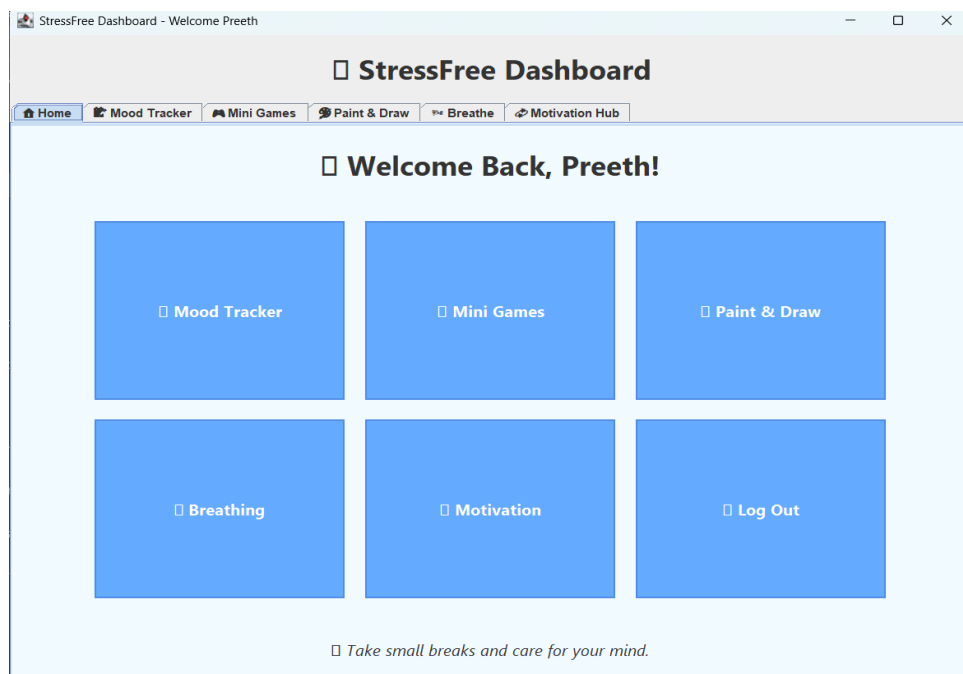 StressFree Dashboard - Welcome Preeth
StressFree Dashboard
Home Mood Tracker Mini Games Paint & Draw Breathe Motivation Hub
Welcome Back, Preeth!
Mood Tracker Mini Games Paint & Draw
Breathing Motivation Log Out
Take small breaks and care for your mind.